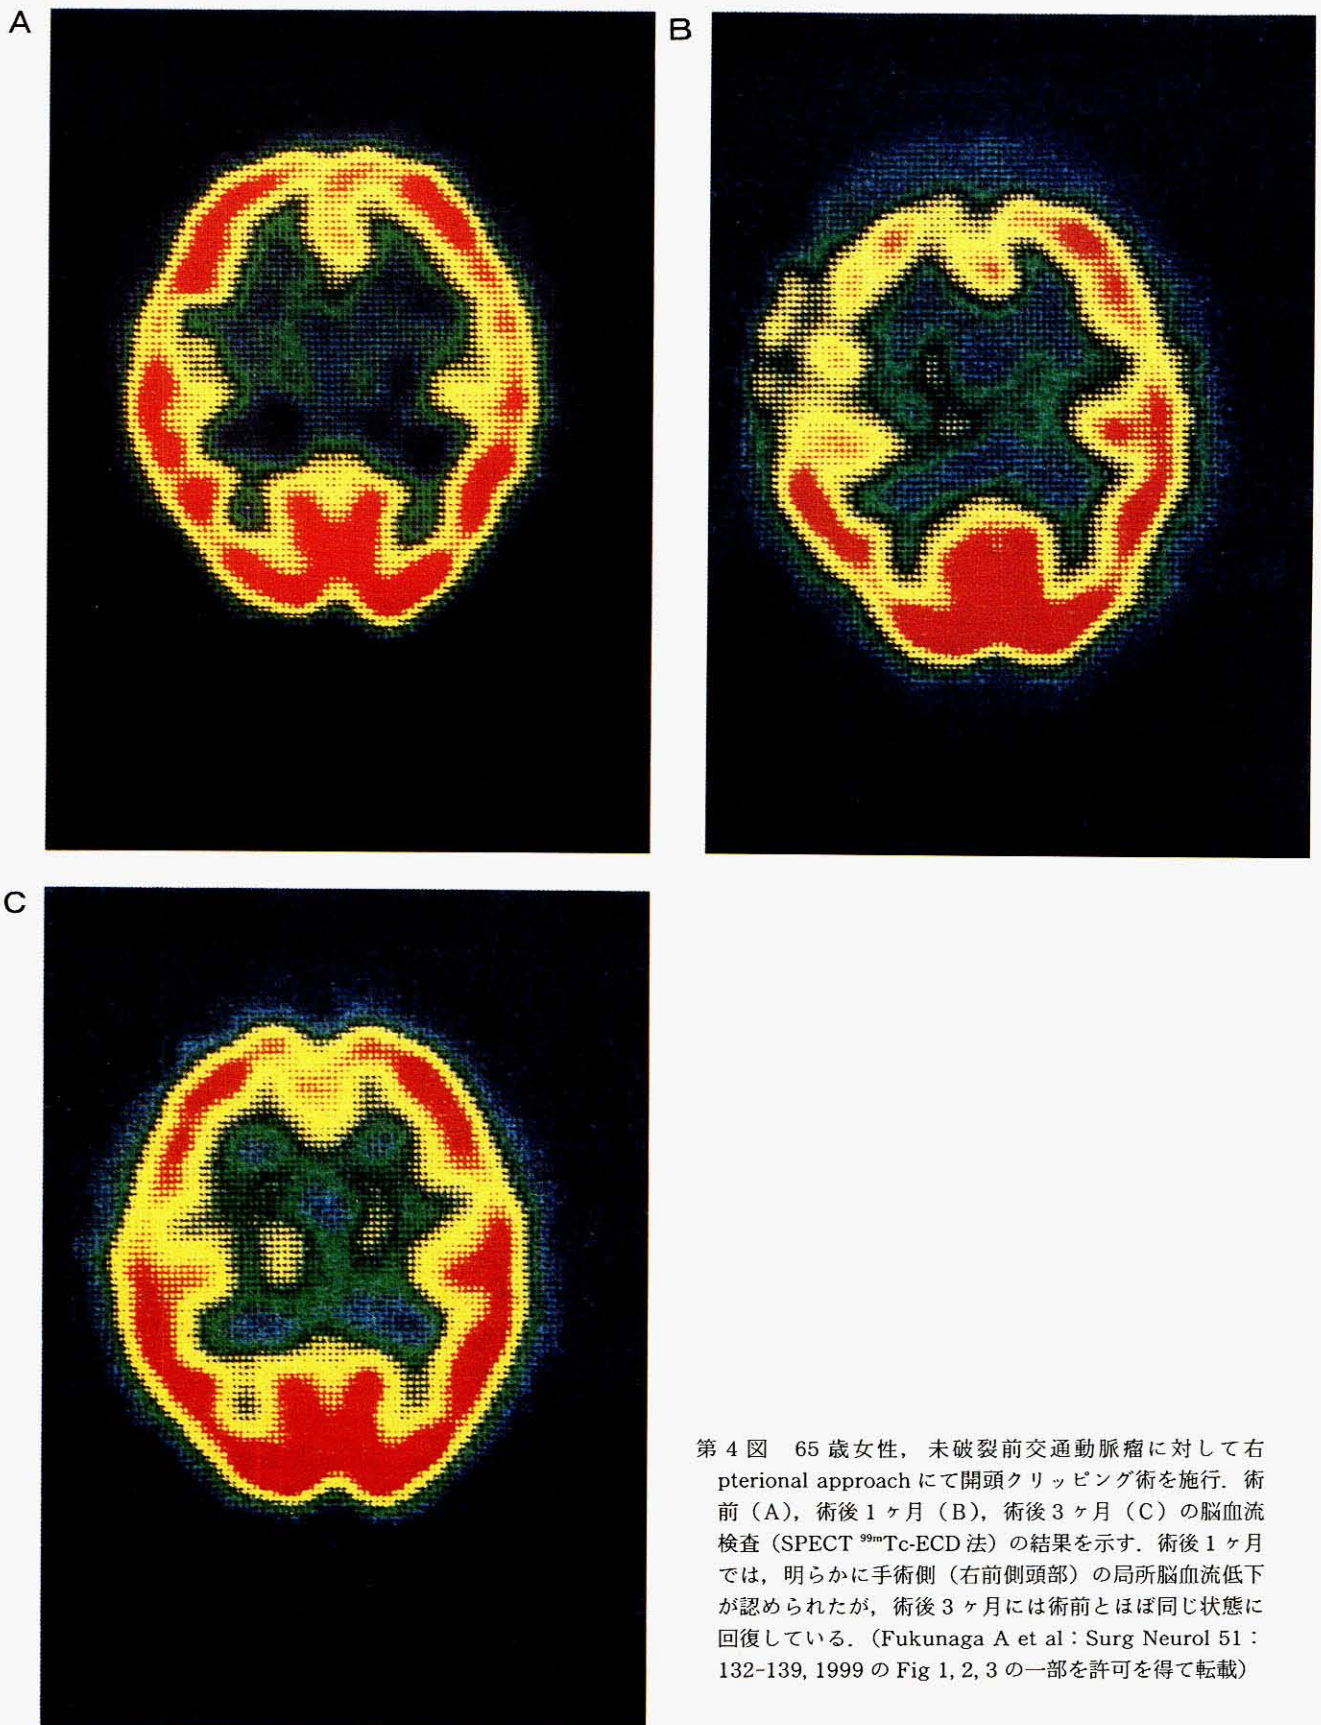 A
B
C
第 4 図 65 歳女性，未破裂前交通動脈瘤に対して右
pterional approach にて開頭クリッピング術を施行．術
前（A），術後 1 ヶ月（B），術後 3 ヶ月（C）の脳血流
検査（SPECT ⁹⁹ᵐTc-ECD 法）の結果を示す．術後 1 ヶ月
では，明らかに手術側（右前側頭部）の局所脳血流低下
が認められたが，術後 3 ヶ月には術前とほぼ同じ状態に
回復している．（Fukunaga A et al：Surg Neurol 51：
132-139, 1999 の Fig 1, 2, 3 の一部を許可を得て転載）